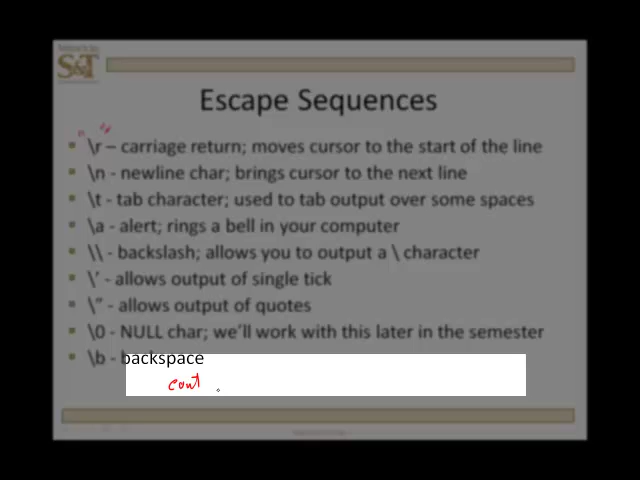 S&T
Escape Sequences
\r – carriage return; moves cursor to the start of the line
\n - newline char; brings cursor to the next line
\t - tab character; used to tab output over some spaces
\a - alert; rings a bell in your computer
\\ - backslash; allows you to output a \ character
\' - allows output of single tick
\" - allows output of quotes
\0 - NULL char; we'll work with this later in the semester
\b - backspace
cout